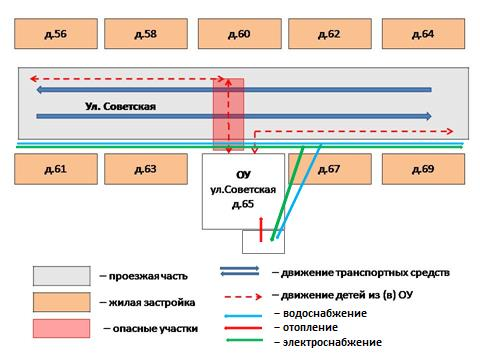 д.56 д.58 д.60 д.62 д.64
Ул. Советская
д.61 д.63 ОУ д.67 д.69
ул.Советская
д.65
– проезжая часть
– движение транспортных средств
– жилая застройка
– движение детей из (в) ОУ
– опасные участки
– водоснабжение
– отопление
– электроснабжение